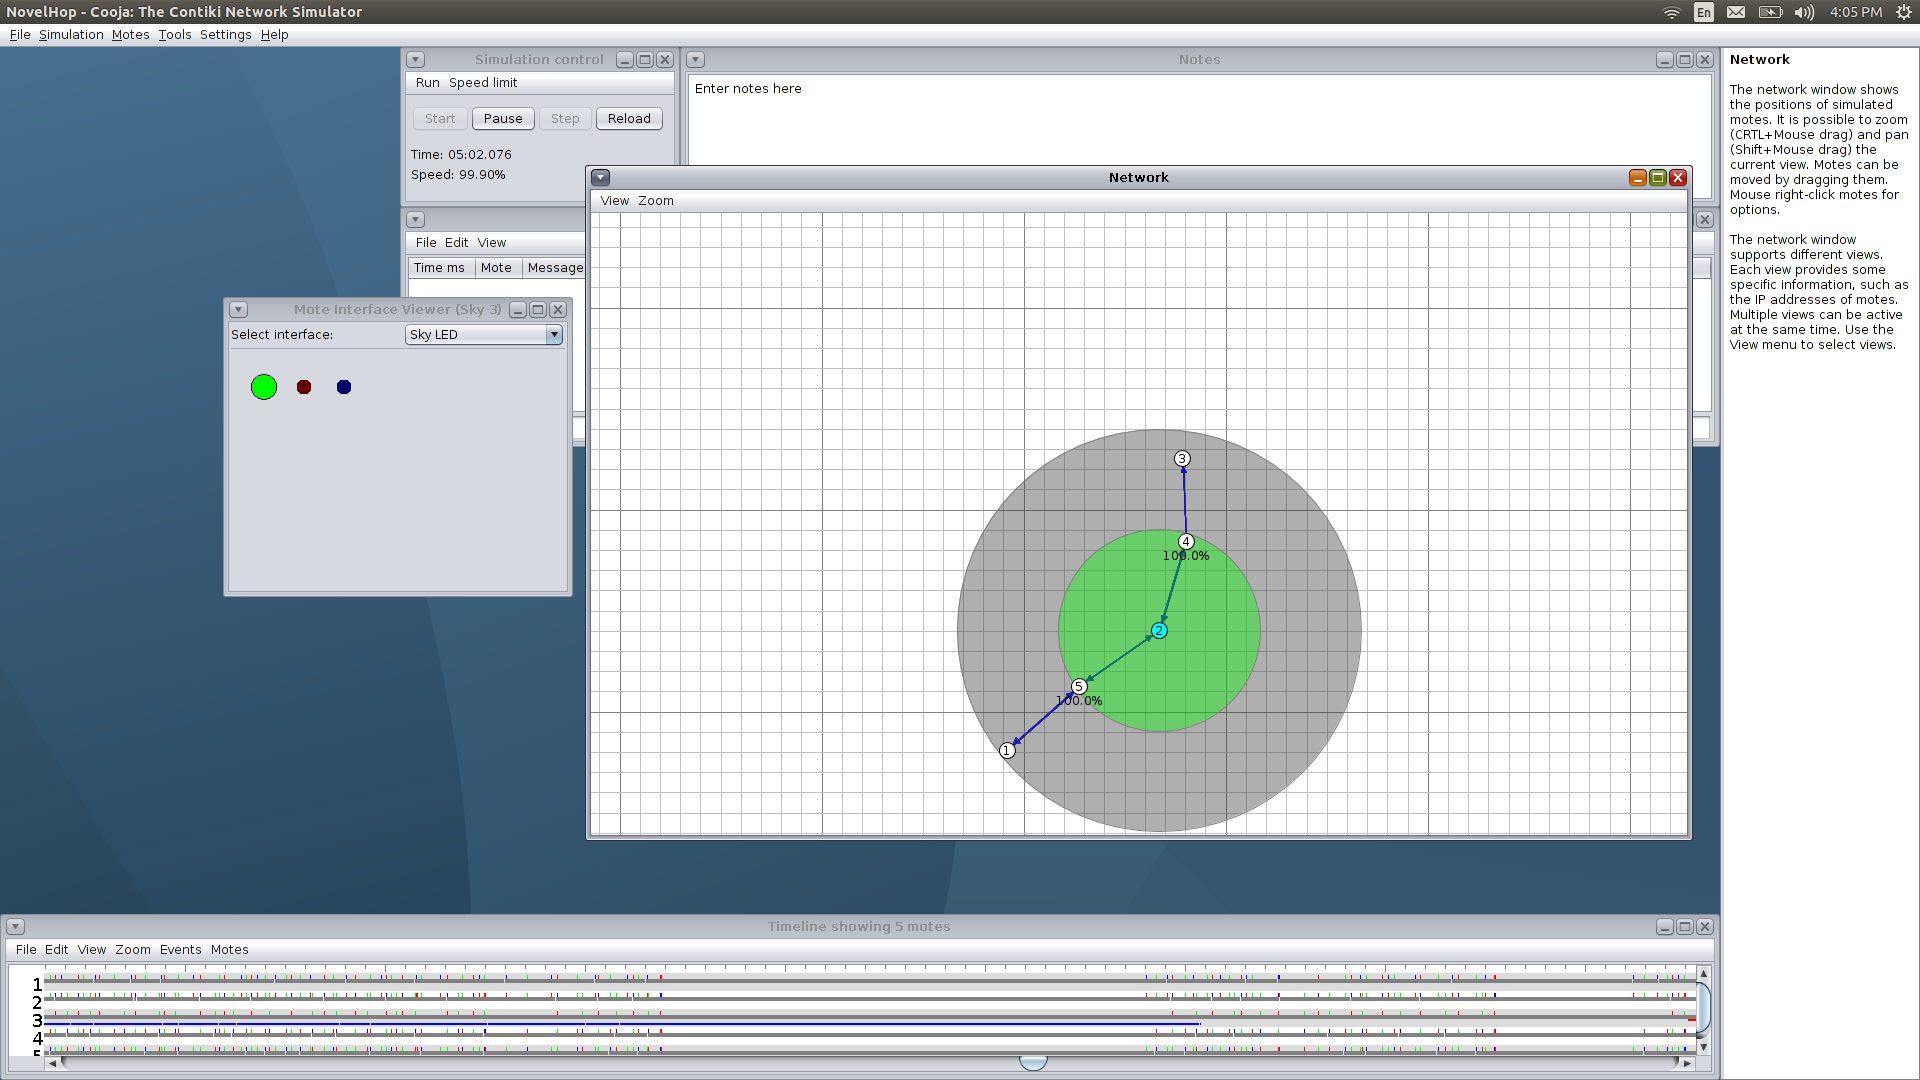 NovelHop - Cooja: The Contiki Network Simulator
En
4:05 PM
File Simulation Motes Tools Settings Help
Simulation control
Run Speed limit
Start Pause Step Reload
Time: 05:02.076
Speed: 99.90%
Notes
Enter notes here
File Edit View
Time ms Mote Message
Mote Interface Viewer (Sky 3)
Select interface: Sky LED
Network
View Zoom
3
4
100.0%
2
5
100.0%
1
Network
The network window shows
the positions of simulated
motes. It is possible to zoom
(CRTL+Mouse drag) and pan
(Shift+Mouse drag) the
current view. Motes can be
moved by dragging them.
Mouse right-click motes for
options.
The network window
supports different views.
Each view provides some
specific information, such as
the IP addresses of motes.
Multiple views can be active
at the same time. Use the
View menu to select views.
Timeline showing 5 motes
File Edit View Zoom Events Motes
1
2
3
4
5